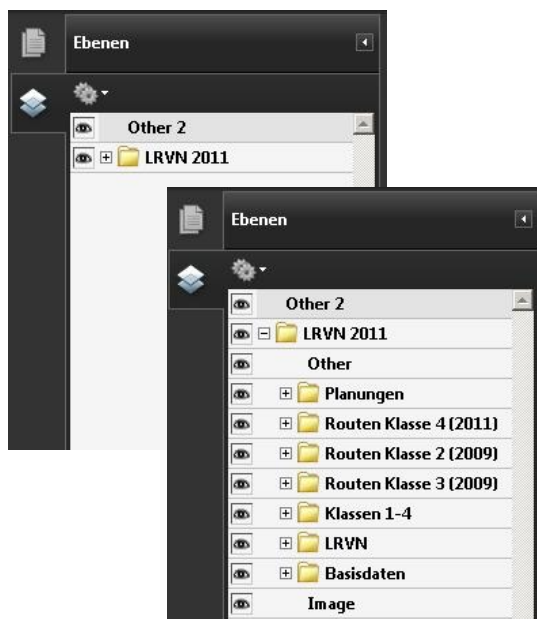 Ebenen
Other 2
LRVN 2011
Ebenen
Other 2
LRVN 2011
Other
Planungen
Routen Klasse 4 (2011)
Routen Klasse 2 (2009)
Routen Klasse 3 (2009)
Klassen 1-4
LRVN
Basisdaten
Image